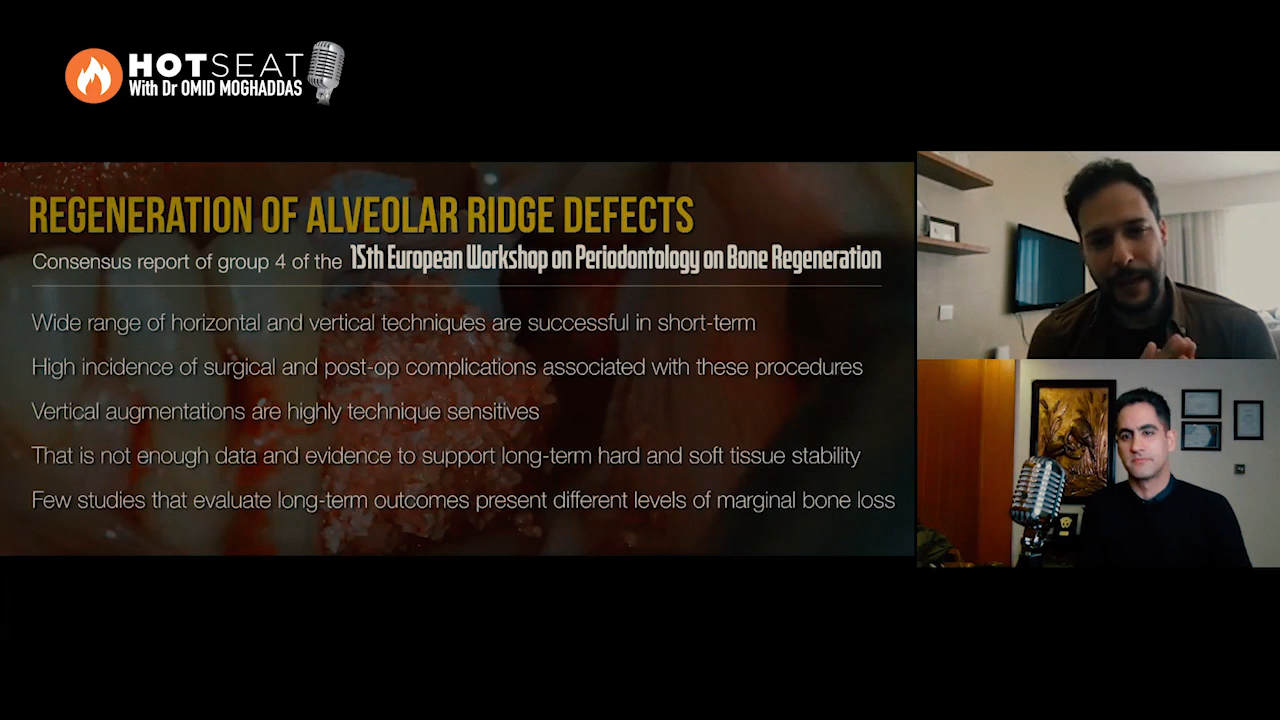 HOTSEAT
With Dr OMID MOGHADDAS
REGENERATION OF ALVEOLAR RIDGE DEFECTS
Consensus report of group 4 of the 15th European Workshop on Periodontology on Bone Regeneration
Wide range of horizontal and vertical techniques are successful in short-term
High incidence of surgical and post-op complications associated with these procedures
Vertical augmentations are highly technique sensitives
That is not enough data and evidence to support long-term hard and soft tissue stability
Few studies that evaluate long-term outcomes present different levels of marginal bone loss